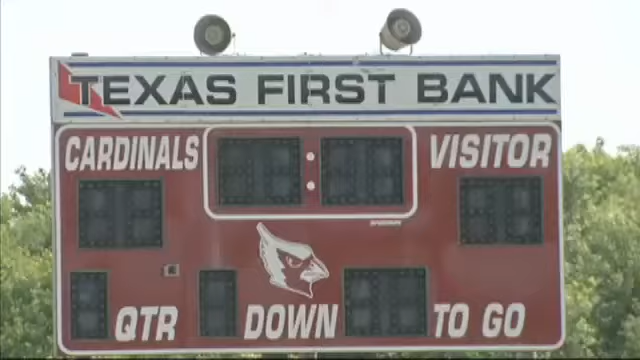 TEXAS FIRST BANK
CARDINALS VISITOR
QTR DOWN TO GO